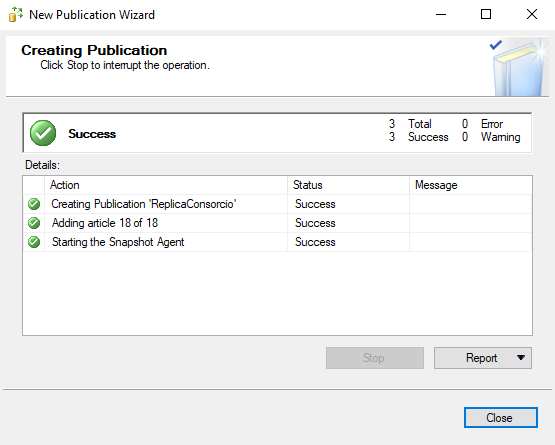 New Publication Wizard
Creating Publication
Click Stop to interrupt the operation.
Success
3 Total 0 Error
3 Success 0 Warning
Details:
Action Status Message
Creating Publication 'ReplicaConsorcio' Success
Adding article 18 of 18 Success
Starting the Snapshot Agent Success
Stop Report
Close